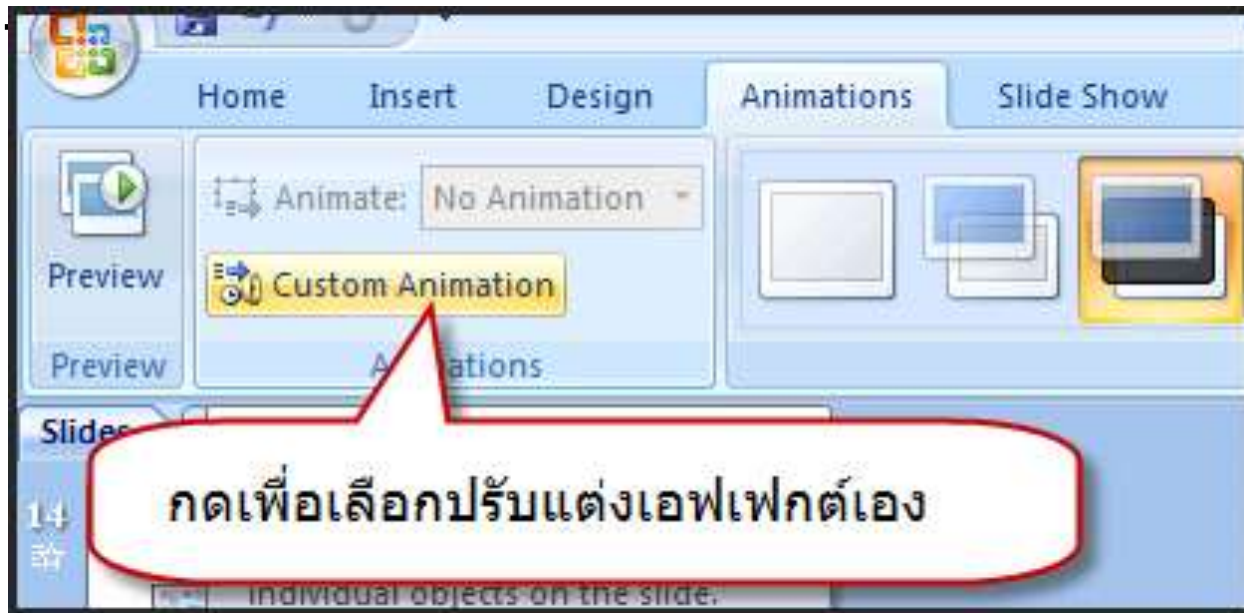 Home Insert Design Animations Slide Show
Animate: No Animation
Preview Custom Animation
Preview
Slides
กดเพื่อเลือกปรับแต่งเอฟเฟกต์เอง
14
individual objects on the slide.